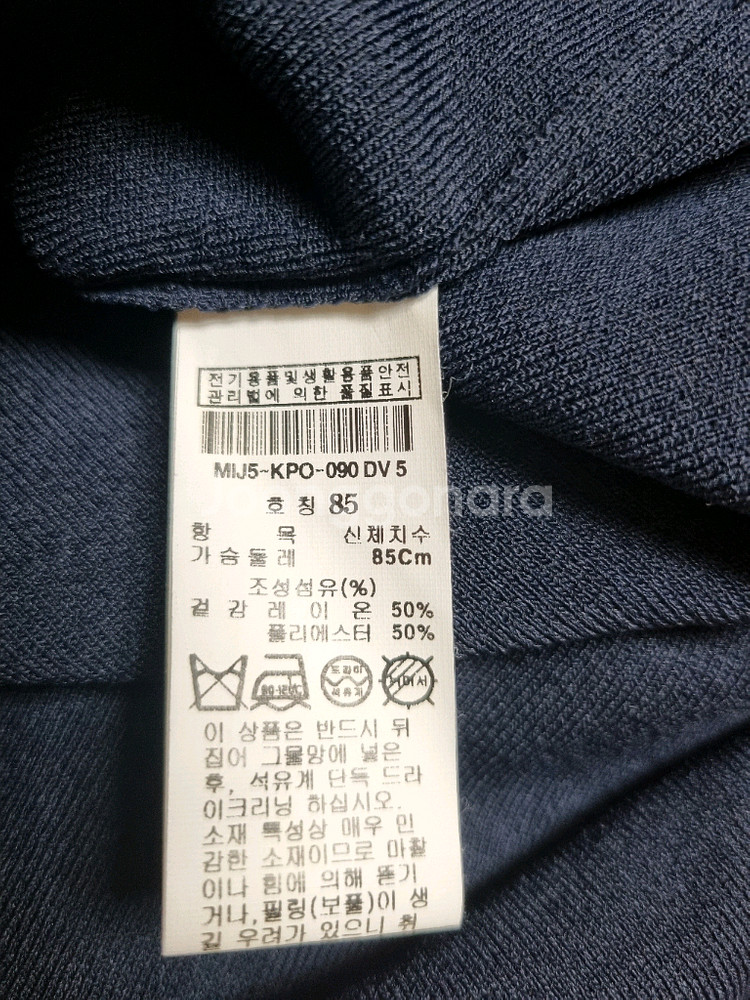 전기용품및생활용품안전
관리법에 의한 품질표시
MIJ5-KPO-090 DV 5
호 칭 85
항 목 신체치수
가슴둘레 85Cm
조성섬유(%)
겉 감 레 이 온 50%
폴리에스터 50%
드라이
석유계
이 상품은 반드시 뒤
집어 그물망에 넣은
후, 석유계 단독 드라
이크리닝 하십시오.
소재 특성상 매우 민
감한 소재이므로 마찰
이나 힘에 의해 뜯기
거나,필링(보풀)이 생
길 우려가 있으니 취